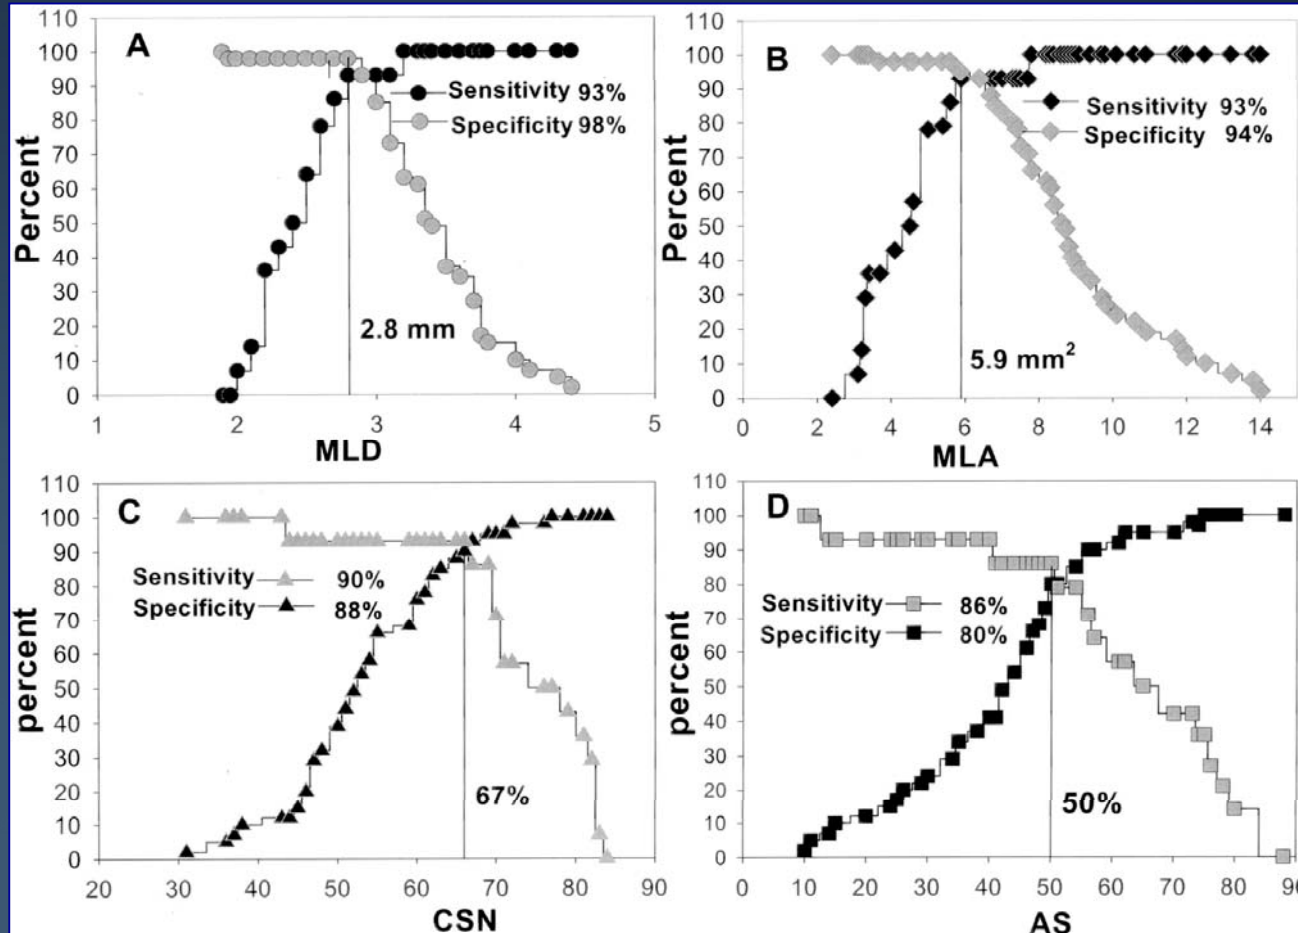 A
Percent
110
100
90
80
70
60
50
40
30
20
10
0
Sensitivity 93%
Specificity 98%
2.8 mm
1 2 3 4 5
MLD
B
Percent
110
100
90
80
70
60
50
40
30
20
10
0
Sensitivity 93%
Specificity 94%
5.9 mm²
0 2 4 6 8 10 12 14
MLA
C
percent
110
100
90
80
70
60
50
40
30
20
10
0
Sensitivity 90%
Specificity 88%
67%
20 30 40 50 60 70 80 90
CSN
D
percent
110
100
90
80
70
60
50
40
30
20
10
0
Sensitivity 86%
Specificity 80%
50%
0 10 20 30 40 50 60 70 80 90
AS